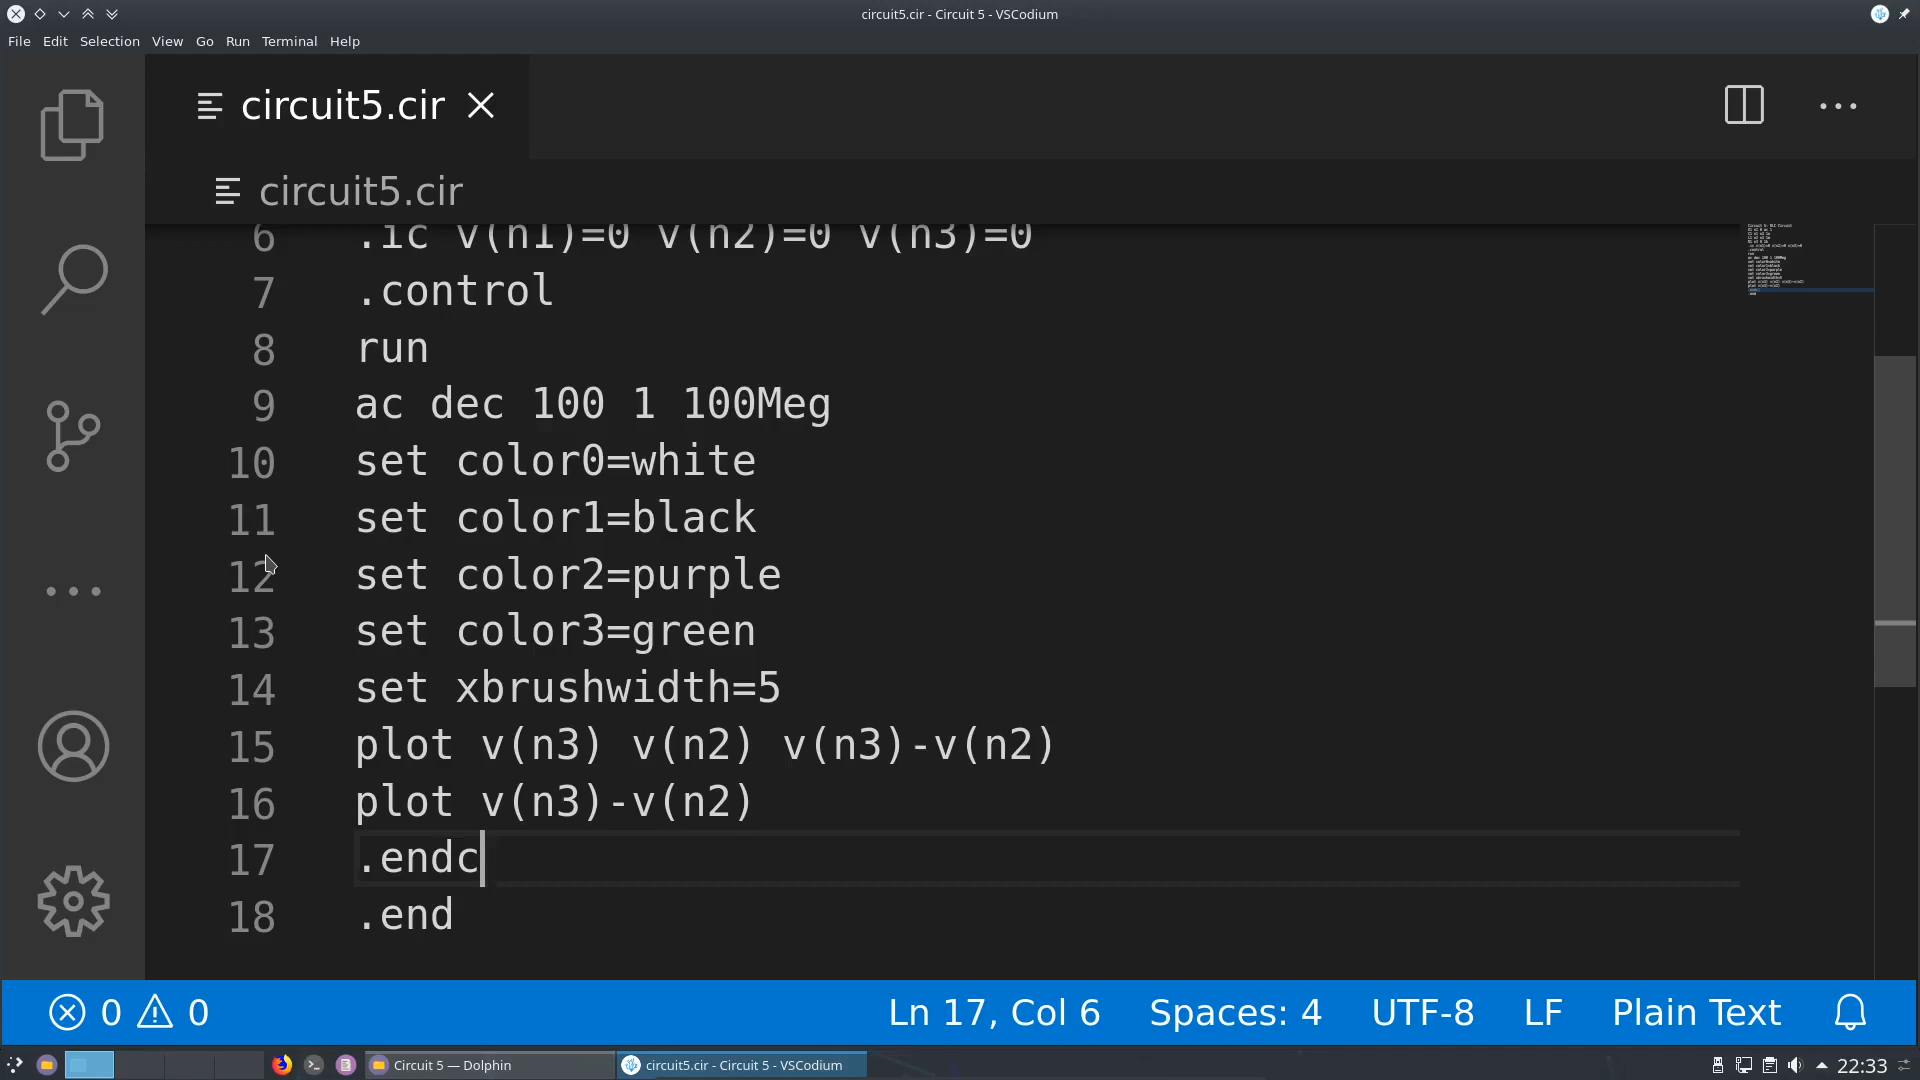 circuit5.cir - Circuit 5 - VSCodium
File Edit Selection View Go Run Terminal Help
circuit5.cir
circuit5.cir
6 .ic v(n1)=0 v(n2)=0 v(n3)=0
7 .control
8 run
9 ac dec 100 1 100Meg
10 set color0=white
11 set color1=black
12 set color2=purple
13 set color3=green
14 set xbrushwidth=5
15 plot v(n3) v(n2) v(n3)-v(n2)
16 plot v(n3)-v(n2)
17 .endc
18 .end
0 0 Ln 17, Col 6 Spaces: 4 UTF-8 LF Plain Text
Circuit 5 — Dolphin circuit5.cir - Circuit 5 - VSCodium 22:33